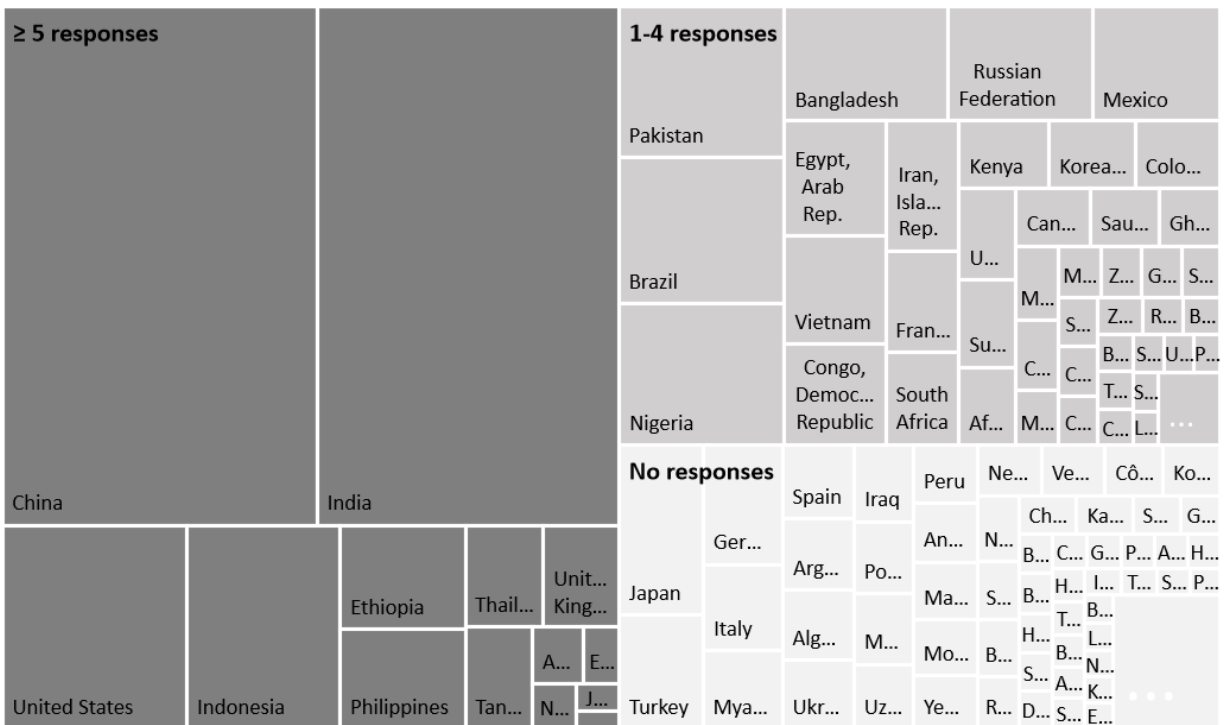 ≥ 5 responses
China
India
United States
Indonesia
Ethiopia
Philippines
Thail...
Unit...
King...
Tan...
A...
E...
N...
J...
1-4 responses
Pakistan
Brazil
Nigeria
Bangladesh
Russian
Federation
Mexico
Egypt,
Arab
Rep.
Iran,
Isla...
Rep.
Kenya
Korea...
Colo...
Vietnam
Fran...
Congo,
Democ...
Republic
South
Africa
U...
Su...
Af...
Can...
Sau...
Gh...
M...
C...
M...
M...
Z...
G...
S...
S...
Z...
R...
B...
C...
C...
B...
S...
U...
P...
T...
S...
C...
L...
...
No responses
Japan
Turkey
Ger...
Italy
Mya...
Spain
Arg...
Alg...
Ukr...
Iraq
Po...
M...
Uz...
Peru
An...
Ma...
Mo...
Ye...
Ne...
Ve...
Cô...
Ko...
N...
S...
B...
R...
Ch...
Ka...
S...
G...
B...
C...
G...
P...
A...
H...
B...
H...
I...
T...
S...
P...
H...
T...
B...
S...
B...
L...
D...
A...
N...
S...
K...
E...
...